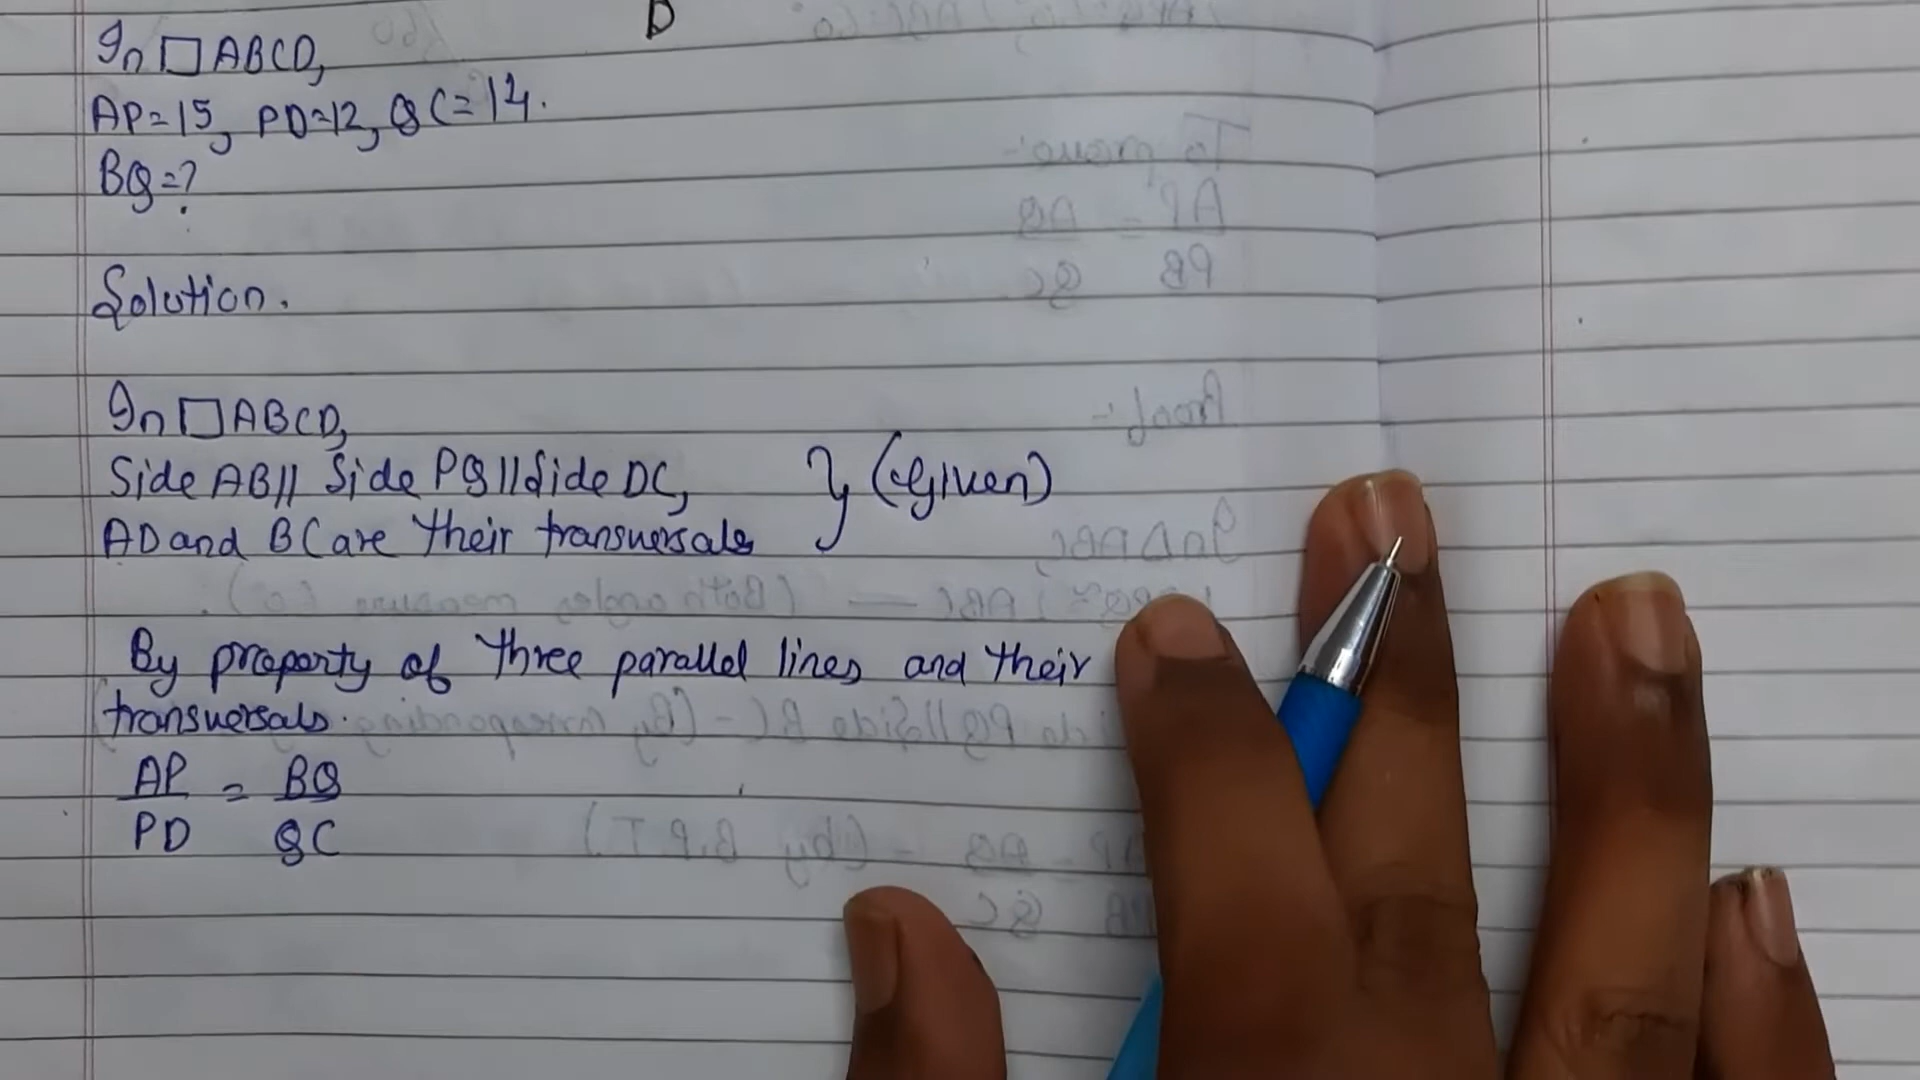 D
In □ABCD,
AP=15, PD=12, QC=14.
BQ=?
Solution.
In □ABCD,
Side AB || Side PQ || Side DC, } (Given)
AD and BC are their transversals
By property of three parallel lines and their
transversals.
AP = BQ
PD QC